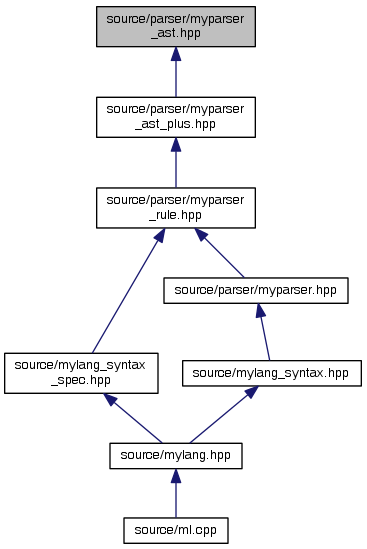 source/parser/myparser
_ast.hpp
source/parser/myparser
_ast_plus.hpp
source/parser/myparser
_rule.hpp
source/parser/myparser.hpp
source/mylang_syntax
_spec.hpp
source/mylang_syntax.hpp
source/mylang.hpp
source/ml.cpp